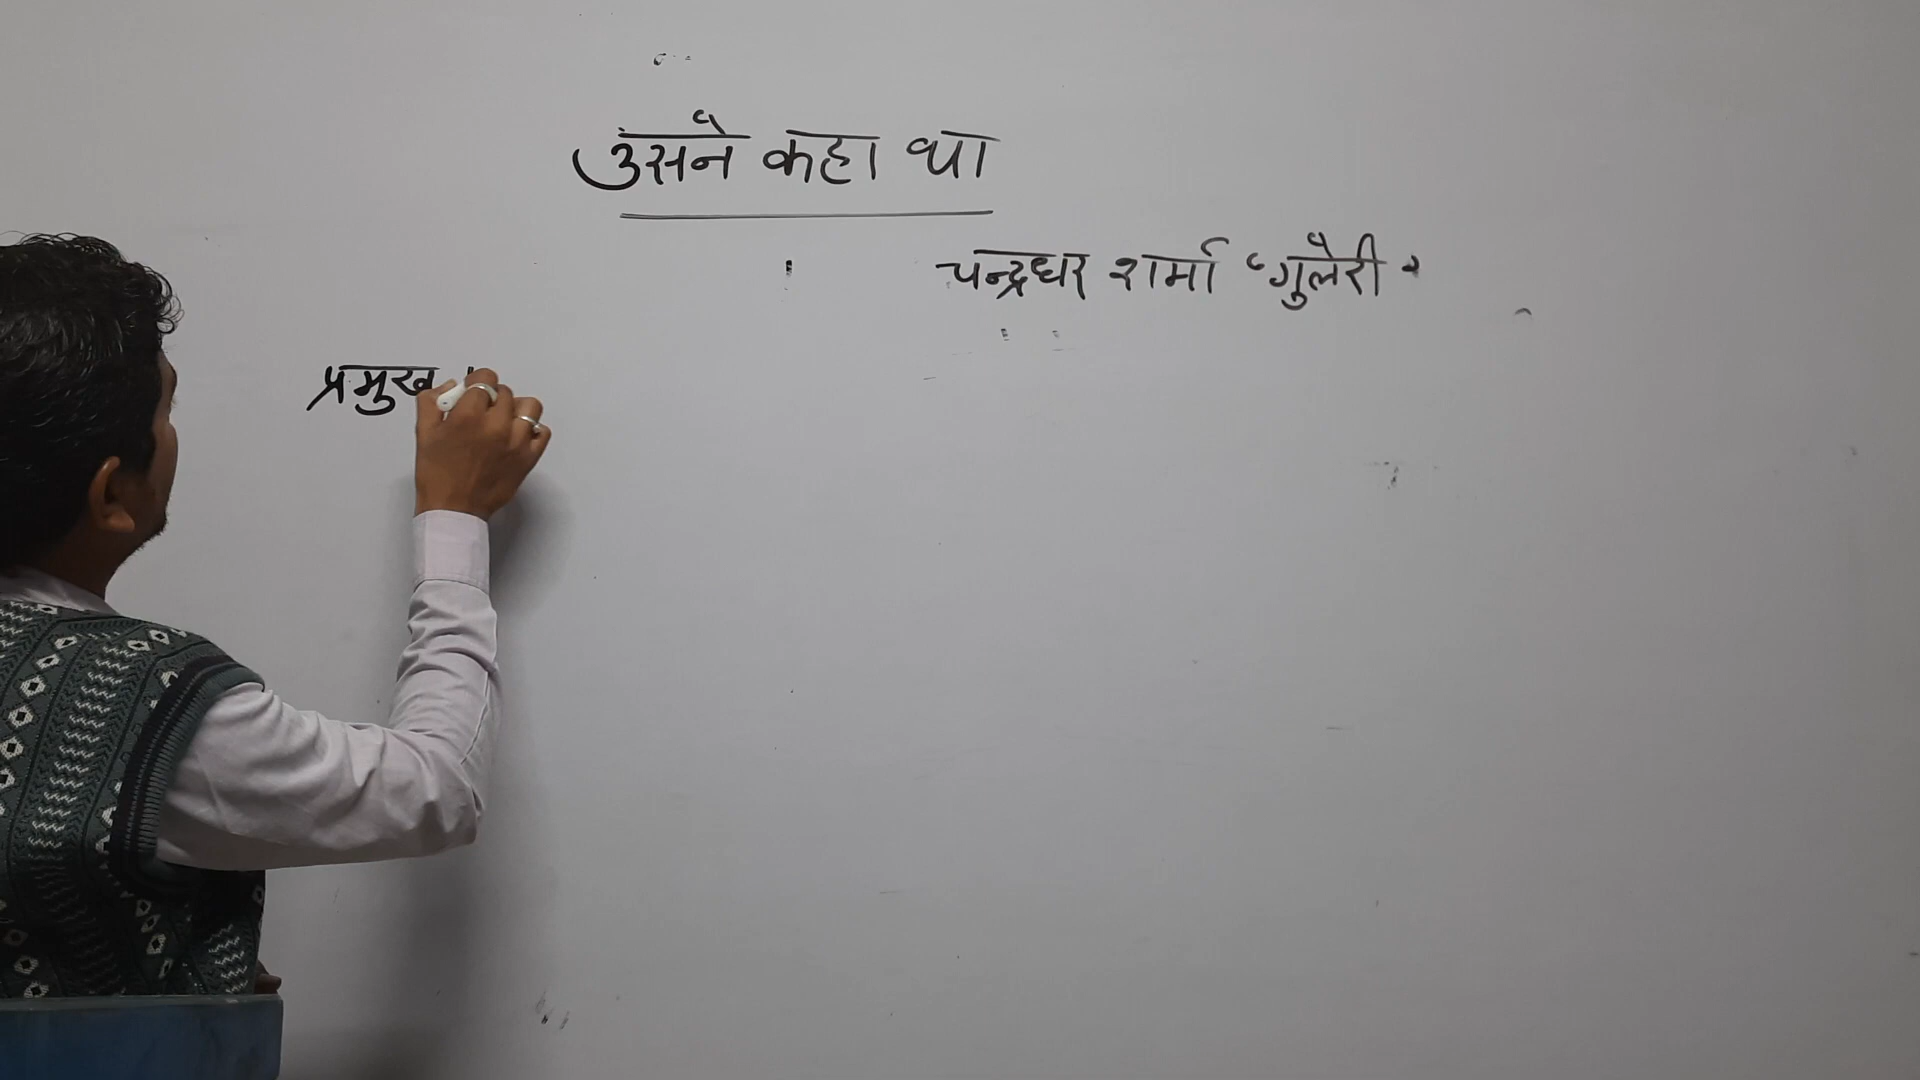 उसने कहा था
चन्द्रधर शर्मा ‘गुलेरी’
प्रमुख